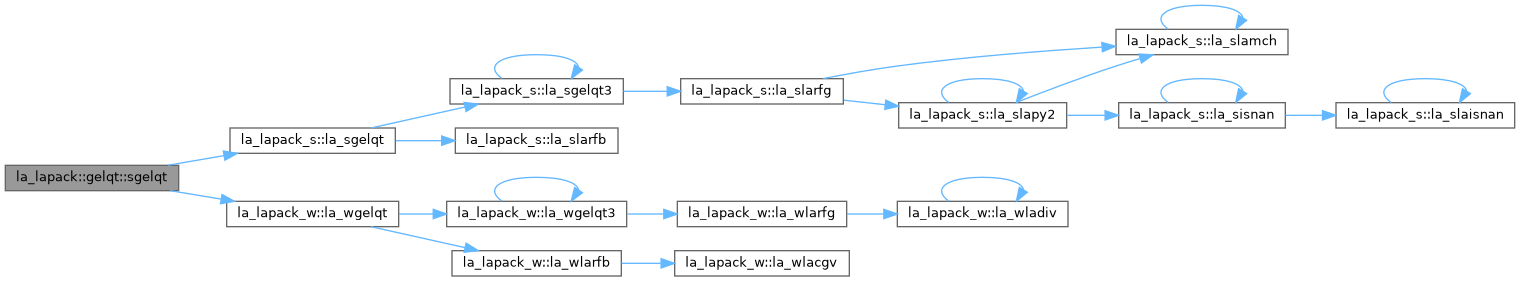 la_lapack::gelqt::sgelqt
la_lapack_s::la_sgelqt
la_lapack_s::la_sgelqt3
la_lapack_s::la_slarfg
la_lapack_s::la_slamch
la_lapack_s::la_slapy2
la_lapack_s::la_sisnan
la_lapack_s::la_slaisnan
la_lapack_s::la_slarfb
la_lapack_w::la_wgelqt
la_lapack_w::la_wgelqt3
la_lapack_w::la_wlarfg
la_lapack_w::la_wladiv
la_lapack_w::la_wlarfb
la_lapack_w::la_wlacgv